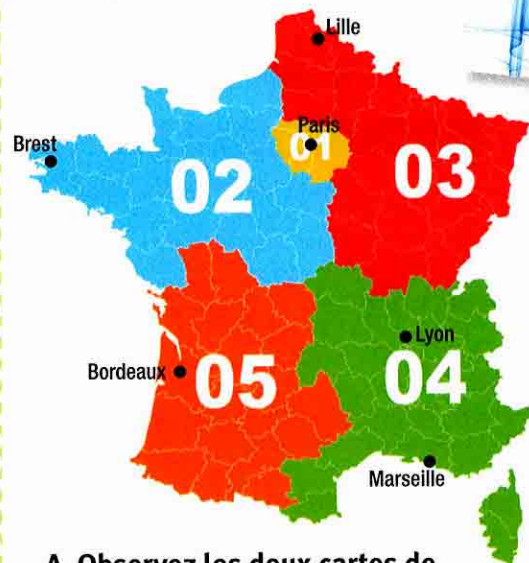 Lille
Paris
01
Brest
02
03
Lyon
Bordeaux
05
04
Marseille
A Observez les deux cartes de